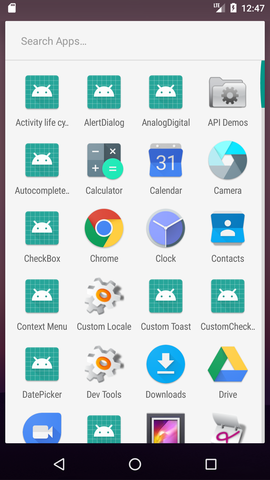 LTE 12:47
Search Apps...
Activity life cy.. AlertDialog AnalogDigital API Demos
31
Autocomplete.. Calculator Calendar Camera
CheckBox Chrome Clock Contacts
Context Menu Custom Locale Custom Toast CustomCheck..
DatePicker Dev Tools Downloads Drive